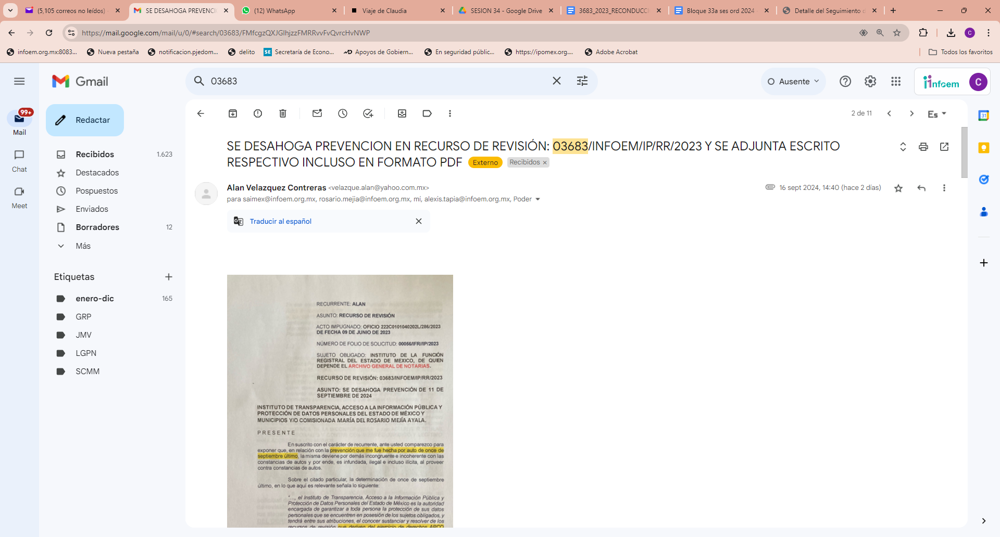 (5,105 correos no leídos)
SE DESAHOGA PREVENCI
(12) WhatsApp
Viaje de Claudia
SESION 34 - Google Drive
3683_2023_RECONDUCCI
Bloque 33a ses ord 2024
Detalle del Seguimiento d
https://mail.google.com/mail/u/0/#search/03683/FMfcgzQXJGlhjzzFMRRvvFvQvrcHvNWP
C
infoem.org.mx:8083...
Nueva pestaña
notificacion.pjedom...
delito
SE Secretaría de Econo...
Apoyos de Gobiern...
En seguridad públic...
https://ipomex.org....
Adobe Acrobat
Todos los favoritos
Gmail
03683
Ausente
infoem
C
99+
Mail
Chat
Meet
Redactar
Recibidos 1.623
Destacados
Pospuestos
Enviados
Borradores 12
Más
Etiquetas
enero-dic 165
GRP
JMV
LGPN
SCMM
2 de 11
Es
SE DESAHOGA PREVENCION EN RECURSO DE REVISIÓN: 03683/INFOEM/IP/RR/2023 Y SE ADJUNTA ESCRITO
RESPECTIVO INCLUSO EN FORMATO PDF Externo Recibidos ×
Alan Velazquez Contreras <velazque.alan@yahoo.com.mx>
16 sept 2024, 14:40 (hace 2 días)
para saimex@infoem.org.mx, rosario.mejia@infoem.org.mx, mí, alexis.tapia@infoem.org.mx, Poder
Traducir al español
31
RECURRENTE: ALAN
ASUNTO: RECURSO DE REVISIÓN
ACTO IMPUGNADO: OFICIO 222C0101040202L/286/2023
DE FECHA 09 DE JUNIO DE 2023
NÚMERO DE FOLIO DE SOLICITUD: 00056/IFR/IP/2023
SUJETO OBLIGADO: INSTITUTO DE LA FUNCIÓN
REGISTRAL DEL ESTADO DE MEXICO, DE QUIEN
DEPENDE EL ARCHIVO GENERAL DE NOTARIAS.
RECURSO DE REVISIÓN: 03683/INFOEM/IP/RR/2023
ASUNTO: SE DESAHOGA PREVENCIÓN DE 11 DE
SEPTIEMBRE DE 2024
INSTITUTO DE TRANSPARENCIA, ACCESO A LA INFORMACIÓN PÚBLICA Y
PROTECCIÓN DE DATOS PERSONALES DEL ESTADO DE MÉXICO Y
MUNICIPIOS Y/O COMISIONADA MARÍA DEL ROSARIO MEJÍA AYALA.
P R E S E N T E
En suscrito con el carácter de recurrente, ante usted comparezco para
exponer que, en relación con la prevención que me fue hecha por auto de once de
septiembre último, la misma deviene por demás incongruente e incoherente con las
constancias de autos y por ende, es infundada, ilegal e incluso ilícita, al proveer
contra constancias de autos.
Sobre el citado particular, la determinación de once de septiembre
último, en lo que aquí es relevante señala lo siguiente:
"..., el Instituto de Transparencia, Acceso a la Información Pública y
Protección de Datos Personales del Estado de México es la autoridad
encargada de garantizar a toda persona la protección de sus datos
personales que se encuentren en posesión de los sujetos obligados, y
tendrá entre sus atribuciones, el conocer sustanciar y resolver de los
recursos de revisión que deriven del ejercicio de derechos ARCO